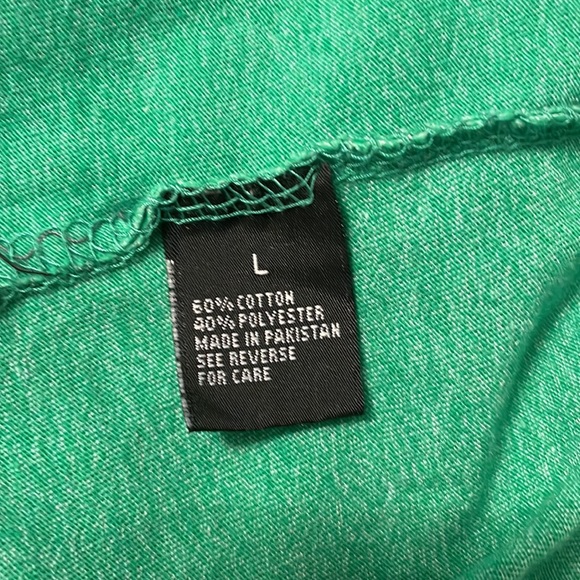 L
60% COTTON
40% POLYESTER
MADE IN PAKISTAN
SEE REVERSE
FOR CARE